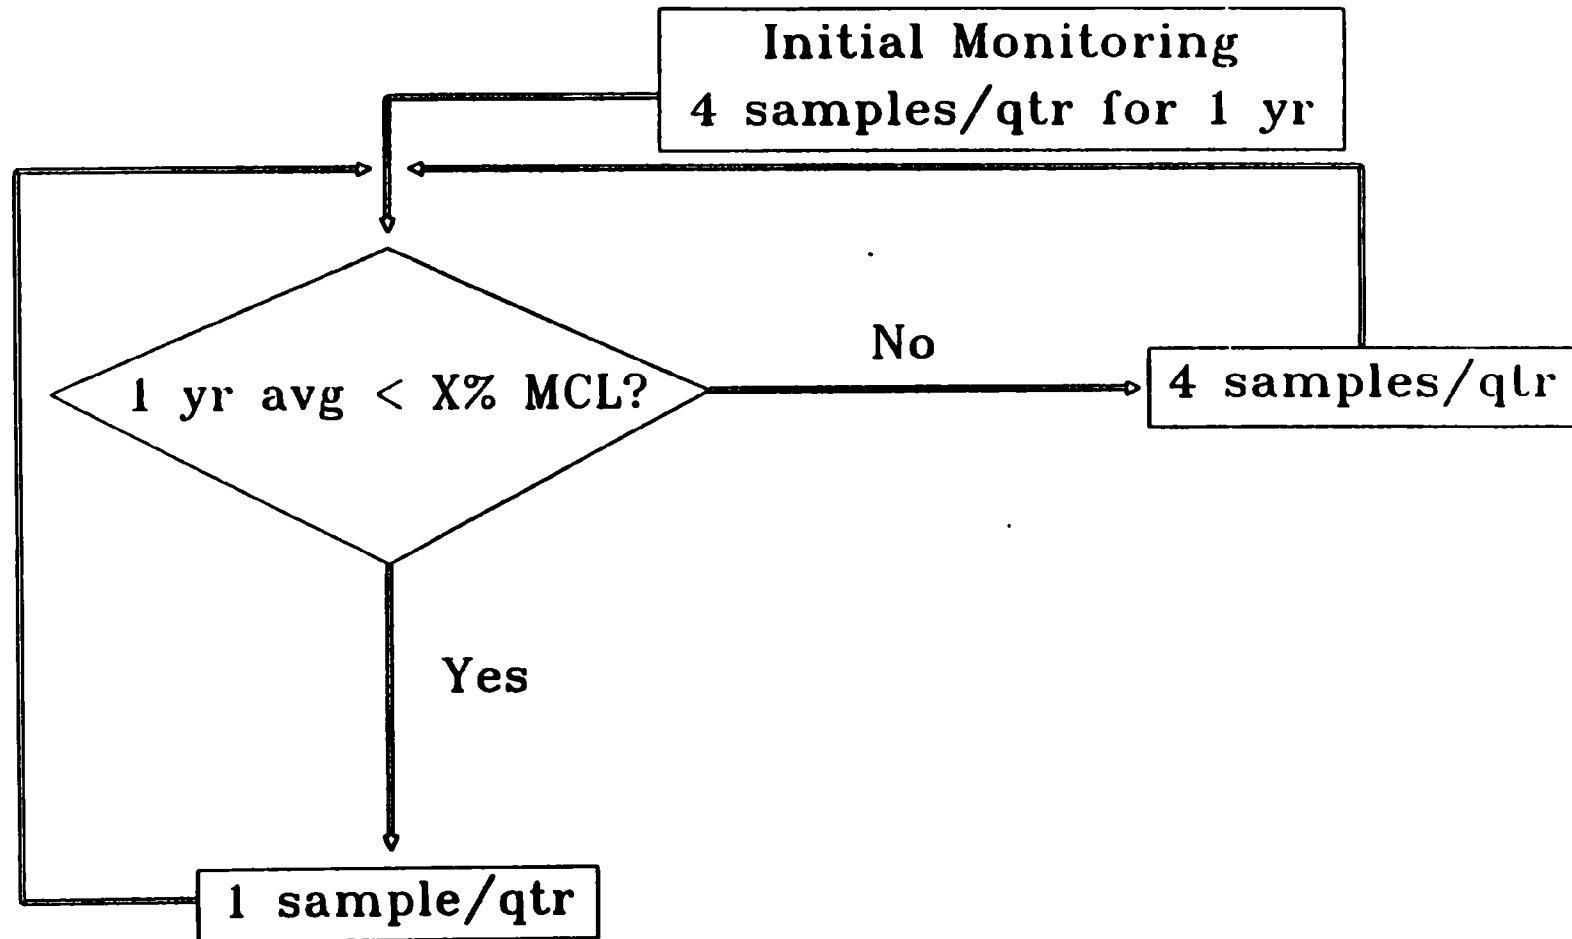 Initial Monitoring
4 samples/qtr for 1 yr
No
1 yr avg < X% MCL?
4 samples/qtr
Yes
1 sample/qtr